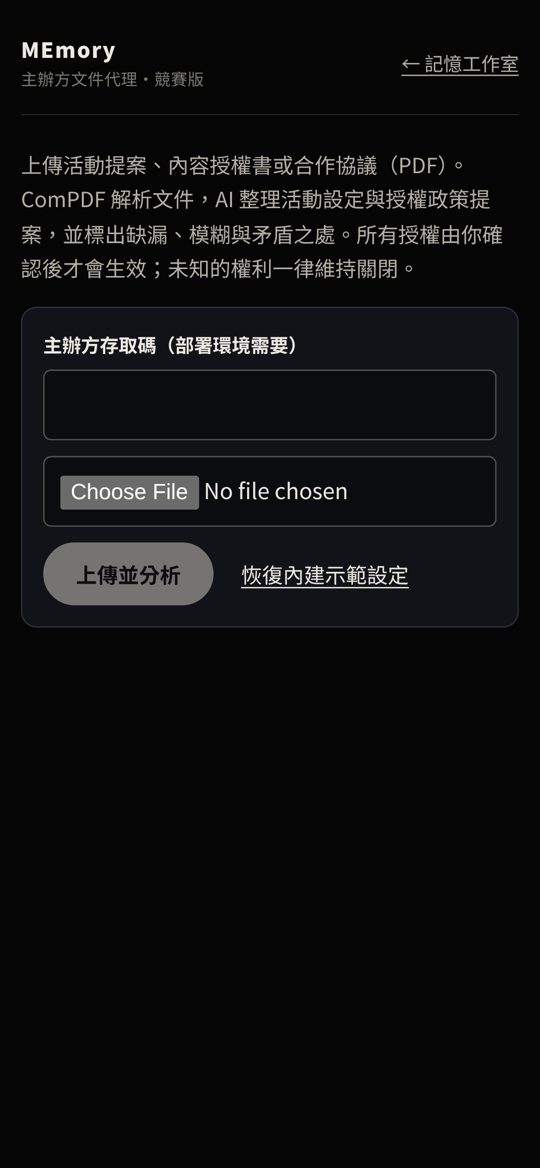 MEmory
主辦方文件代理・競賽版
← 記憶工作室
上傳活動提案、內容授權書或合作協議（PDF）。
ComPDF 解析文件，AI 整理活動設定與授權政策提
案，並標出缺漏、模糊與矛盾之處。所有授權由你確
認後才會生效；未知的權利一律維持關閉。
主辦方存取碼（部署環境需要）
Choose File No file chosen
上傳並分析
恢復內建示範設定